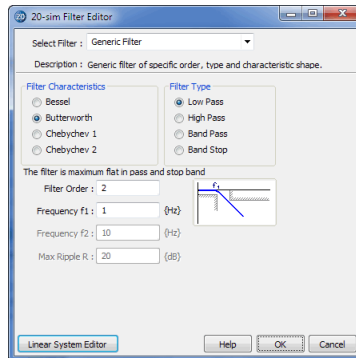 20-sim Filter Editor
Select Filter : Generic Filter
Description : Generic filter of specific order, type and characteristic shape.
Filter Characteristics
Bessel
Butterworth
Chebychev 1
Chebychev 2
Filter Type
Low Pass
High Pass
Band Pass
Band Stop
The filter is maximum flat in pass and stop band
Filter Order : 2
Frequency f1 : 1 {Hz}
Frequency f2 : 10 {Hz}
Max Ripple R : 20 {dB}
f1
Linear System Editor Help OK Cancel